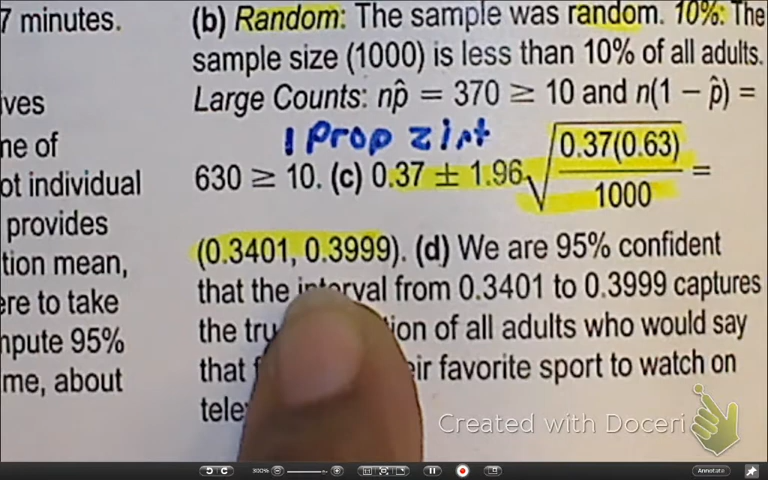 7 minutes.
ives
me of
ot individual
provides
tion mean,
ere to take
mpute 95%
me, about
(b) Random: The sample was random. 10%: The
sample size (1000) is less than 10% of all adults.
Large Counts: np̂ = 370 ≥ 10 and n(1 − p̂) =
1 Prop z int
630 ≥ 10. (c) 0.37 ± 1.96 √0.37(0.63)/1000 =
(0.3401, 0.3999). (d) We are 95% confident
that the interval from 0.3401 to 0.3999 captures
the tru tion of all adults who would say
that f eir favorite sport to watch on
tele
Created with Doceri
300%
Annotate